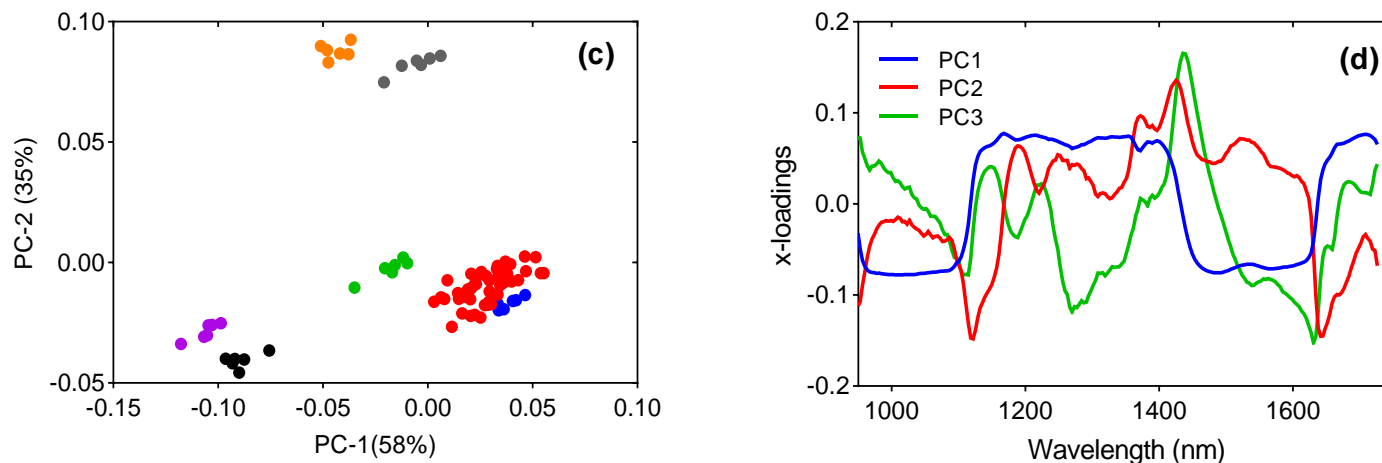 0.10
(c)
0.05
PC-2 (35%)
0.00
-0.05
-0.15
-0.10
-0.05
0.00
0.05
0.10
PC-1(58%)
0.2
PC1
(d)
PC2
0.1
PC3
x-loadings
0.0
-0.1
-0.2
1000
1200
1400
1600
Wavelength (nm)